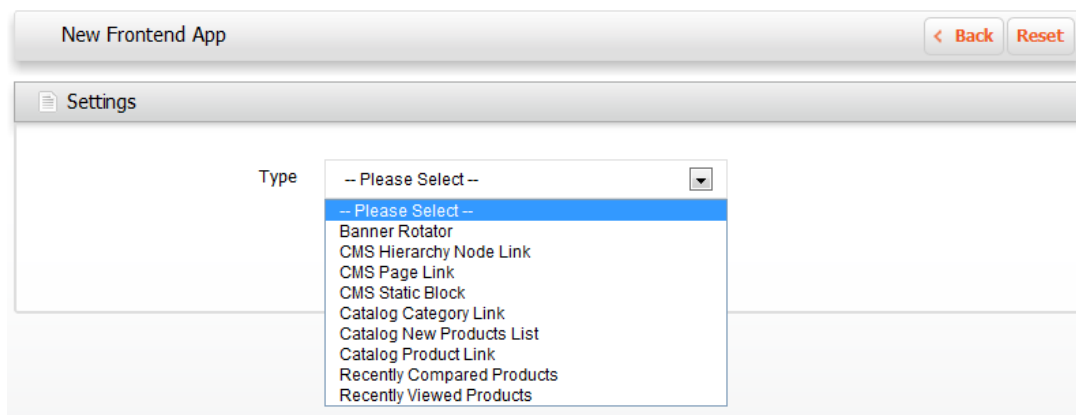 New Frontend App
< Back Reset
Settings
Type
-- Please Select --
-- Please Select --
Banner Rotator
CMS Hierarchy Node Link
CMS Page Link
CMS Static Block
Catalog Category Link
Catalog New Products List
Catalog Product Link
Recently Compared Products
Recently Viewed Products